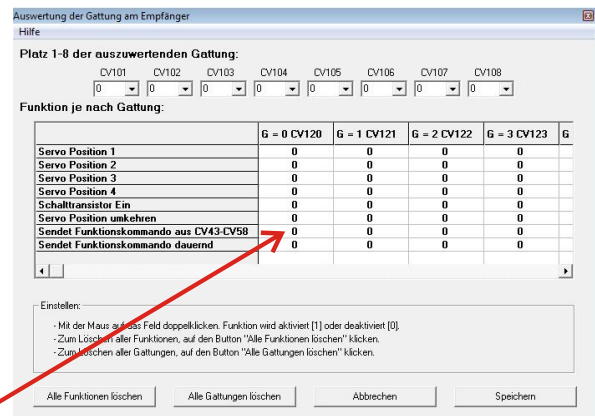 Auswertung der Gattung am Empfänger
Hilfe
Platz 1-8 der auszuwertenden Gattung:
CV101 CV102 CV103 CV104 CV105 CV106 CV107 CV108
0 0 0 0 0 0 0 0
Funktion je nach Gattung:
G = 0 CV120 G = 1 CV121 G = 2 CV122 G = 3 CV123 G
Servo Position 1 0 0 0 0
Servo Position 2 0 0 0 0
Servo Position 3 0 0 0 0
Servo Position 4 0 0 0 0
Schalttransistor Ein 0 0 0 0
Servo Position umkehren 0 0 0 0
Sendet Funktionskommando aus CV43-CV58 0 0 0 0
Sendet Funktionskommando dauernd 0 0 0 0
Einstellen:
- Mit der Maus auf das Feld doppelklicken. Funktion wird aktiviert [1] oder deaktiviert [0].
- Zum Löschen aller Funktionen, auf den Button "Alle Funktionen löschen" klicken.
- Zum Löschen aller Gattungen, auf den Button "Alle Gattungen löschen" klicken.
Alle Funktionen löschen Alle Gattungen löschen Abbrechen Speichern